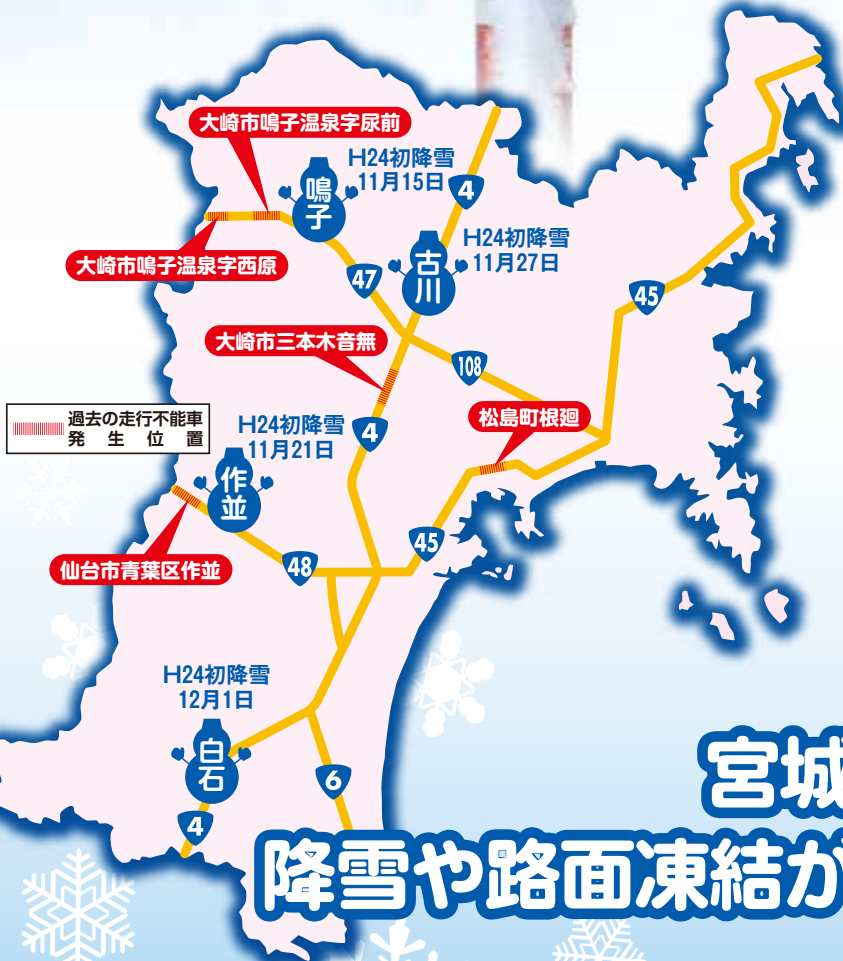 大崎市鳴子温泉字尿前
H24初降雪
11月15日
鳴子
4
H24初降雪
11月27日
古川
大崎市鳴子温泉字西原
47
45
大崎市三本木音無
108
過去の走行不能車
発生位置
H24初降雪
11月21日
4
松島町根廻
作並
45
仙台市青葉区作並
48
H24初降雪
12月1日
白石
6
4
宮城
降雪や路面凍結が